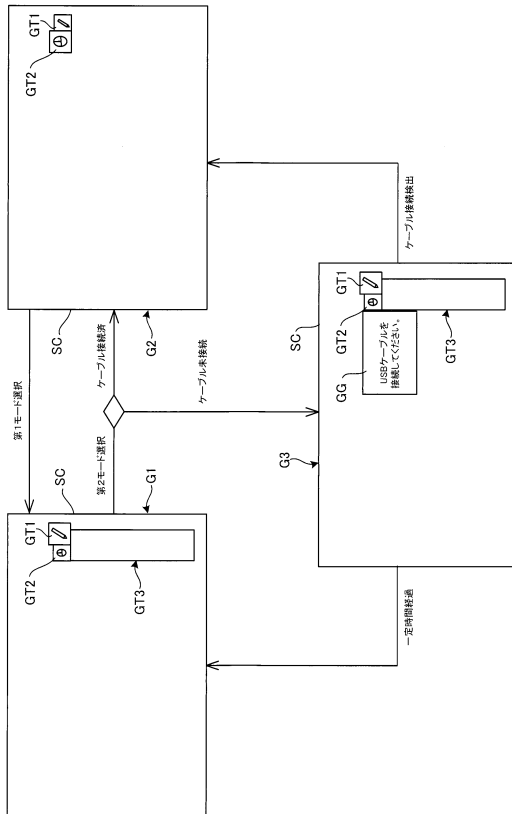 GT1
GT2
SC
G2
第1モード選択
第2モード選択
ケーブル接続済
ケーブル未接続
SC
G1
GT1
GT2
GT3
G3
SC
GT1
GT2
GG
USBケーブルを
接続してください。
GT3
ケーブル接続検出
一定時間経過